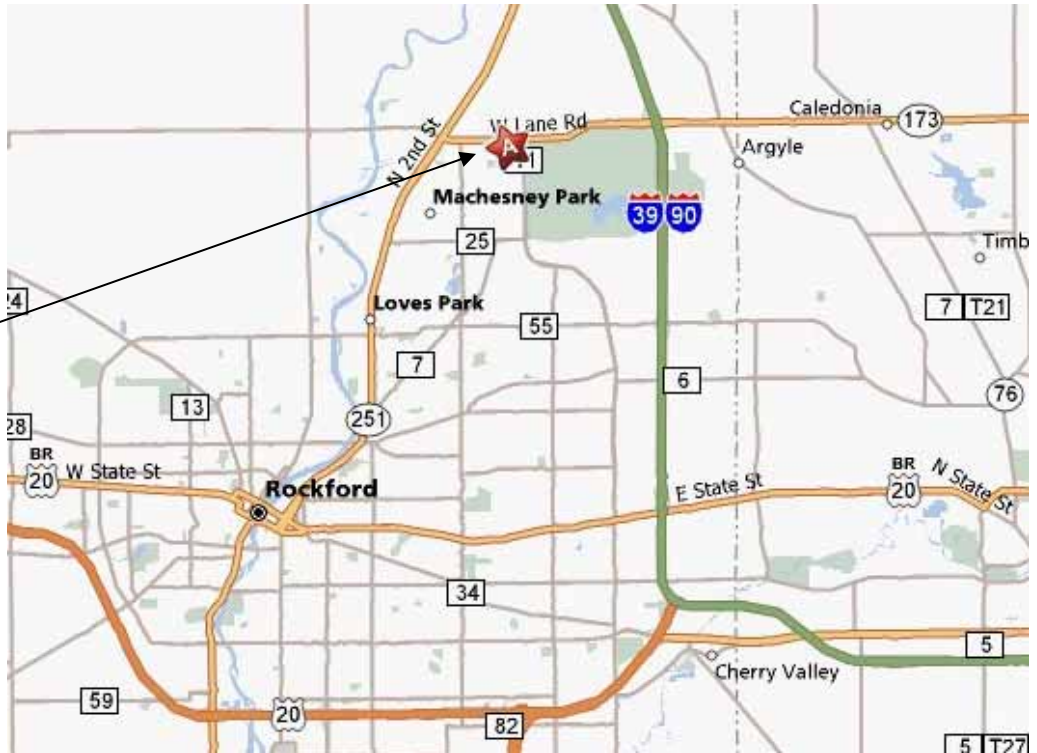 W Lane Rd
Caledonia
173
N 2nd St
A
Argyle
Machesney Park
39
90
25
Timb
24
7
T21
Loves Park
55
7
6
13
76
251
28
BR
20
W State St
BR
20
N State St
E State St
Rockford
34
5
Cherry Valley
59
20
82
5
T27